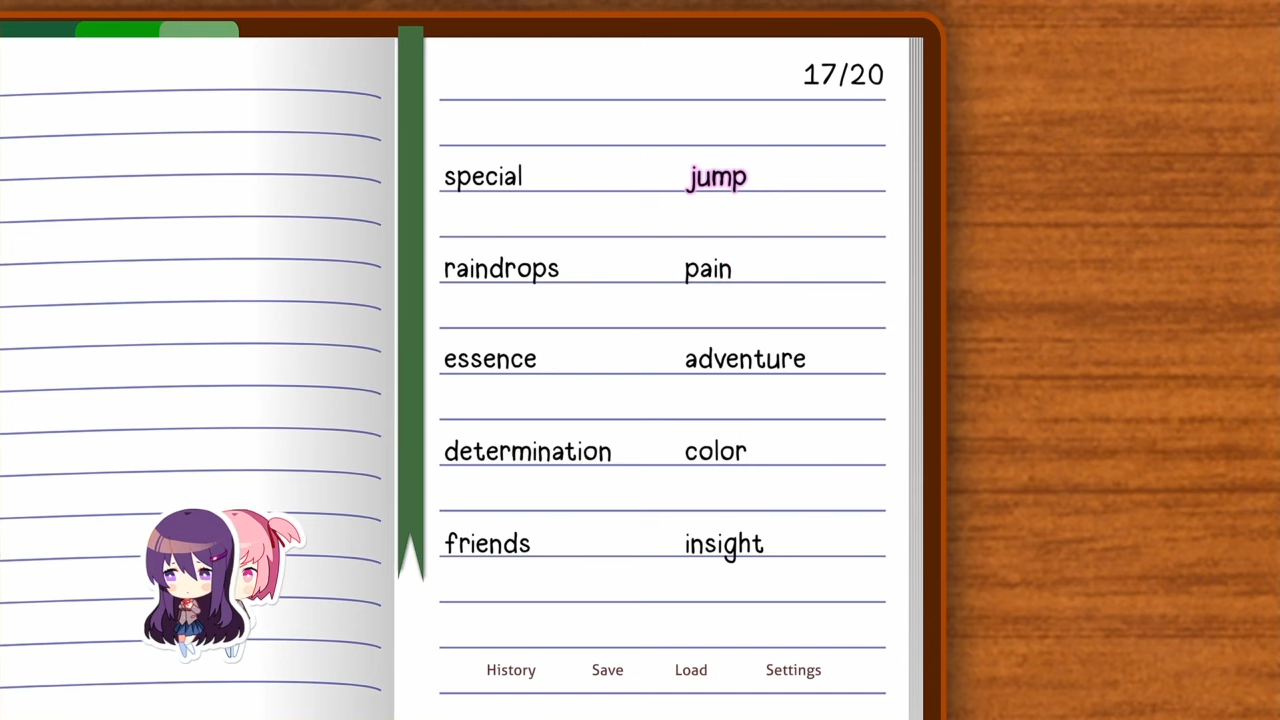 17/20
special jump
raindrops pain
essence adventure
determination color
friends insight
History Save Load Settings